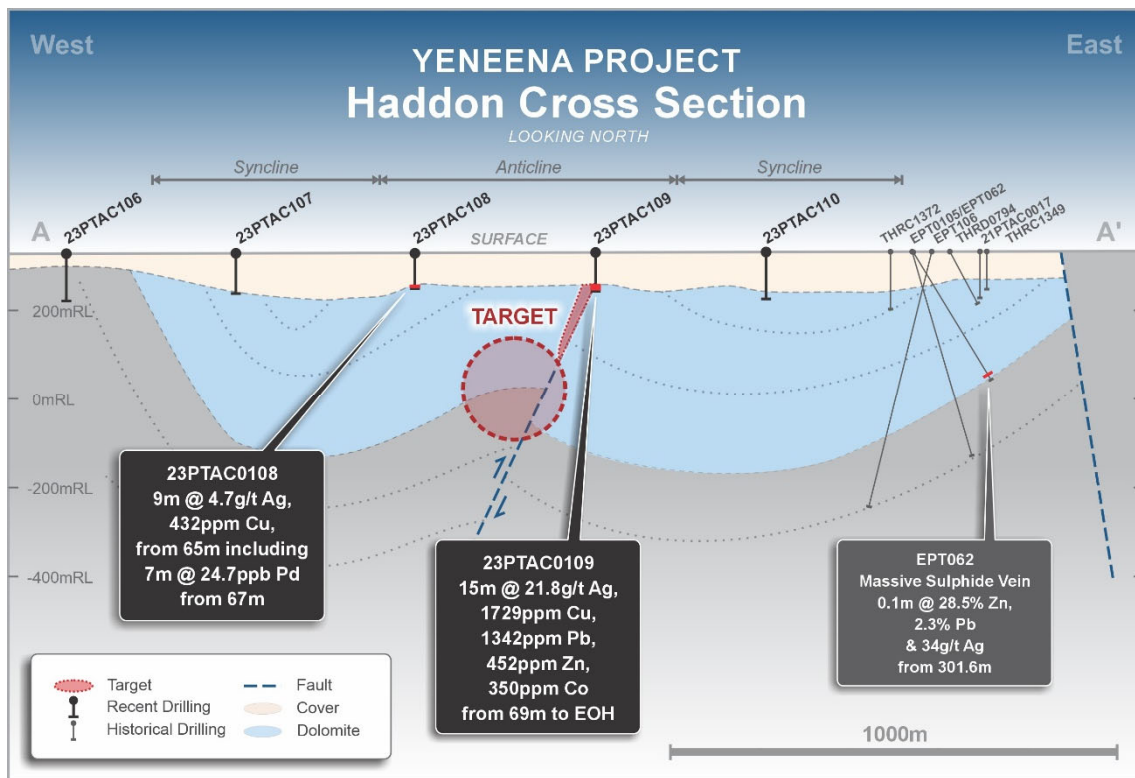 West
East
YENEENA PROJECT
Haddon Cross Section
LOOKING NORTH
Syncline
Anticline
Syncline
A
23PTAC106
23PTAC107
23PTAC108
SURFACE
23PTAC109
23PTAC110
THRC1372
EPT0105/EPT062
EPT106
THRD0794
21PTAC0017
THRC1349
A'
200mRL
TARGET
0mRL
-200mRL
-400mRL
23PTAC0108
9m @ 4.7g/t Ag,
432ppm Cu,
from 65m including
7m @ 24.7ppb Pd
from 67m
23PTAC0109
15m @ 21.8g/t Ag,
1729ppm Cu,
1342ppm Pb,
452ppm Zn,
350ppm Co
from 69m to EOH
EPT062
Massive Sulphide Vein
0.1m @ 28.5% Zn,
2.3% Pb
& 34g/t Ag
from 301.6m
Target
Recent Drilling
Historical Drilling
Fault
Cover
Dolomite
1000m